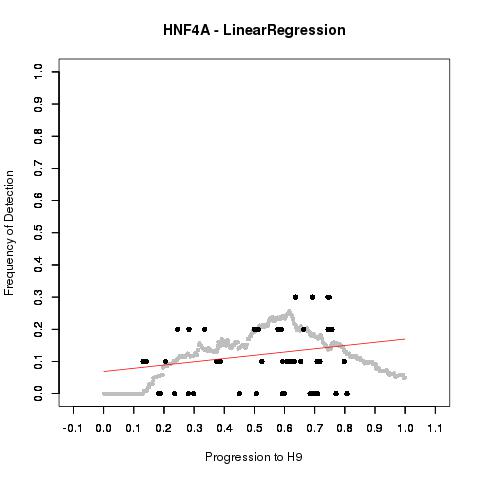 HNF4A - LinearRegression
Frequency of Detection
1.0
0.9
0.8
0.7
0.6
0.5
0.4
0.3
0.2
0.1
0.0
-0.1 0.0 0.1 0.2 0.3 0.4 0.5 0.6 0.7 0.8 0.9 1.0 1.1
Progression to H9